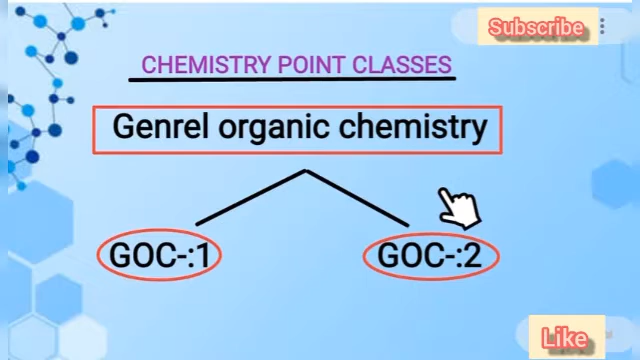 Subscribe
CHEMISTRY POINT CLASSES
Genrel organic chemistry
GOC-:1
GOC-:2
Like